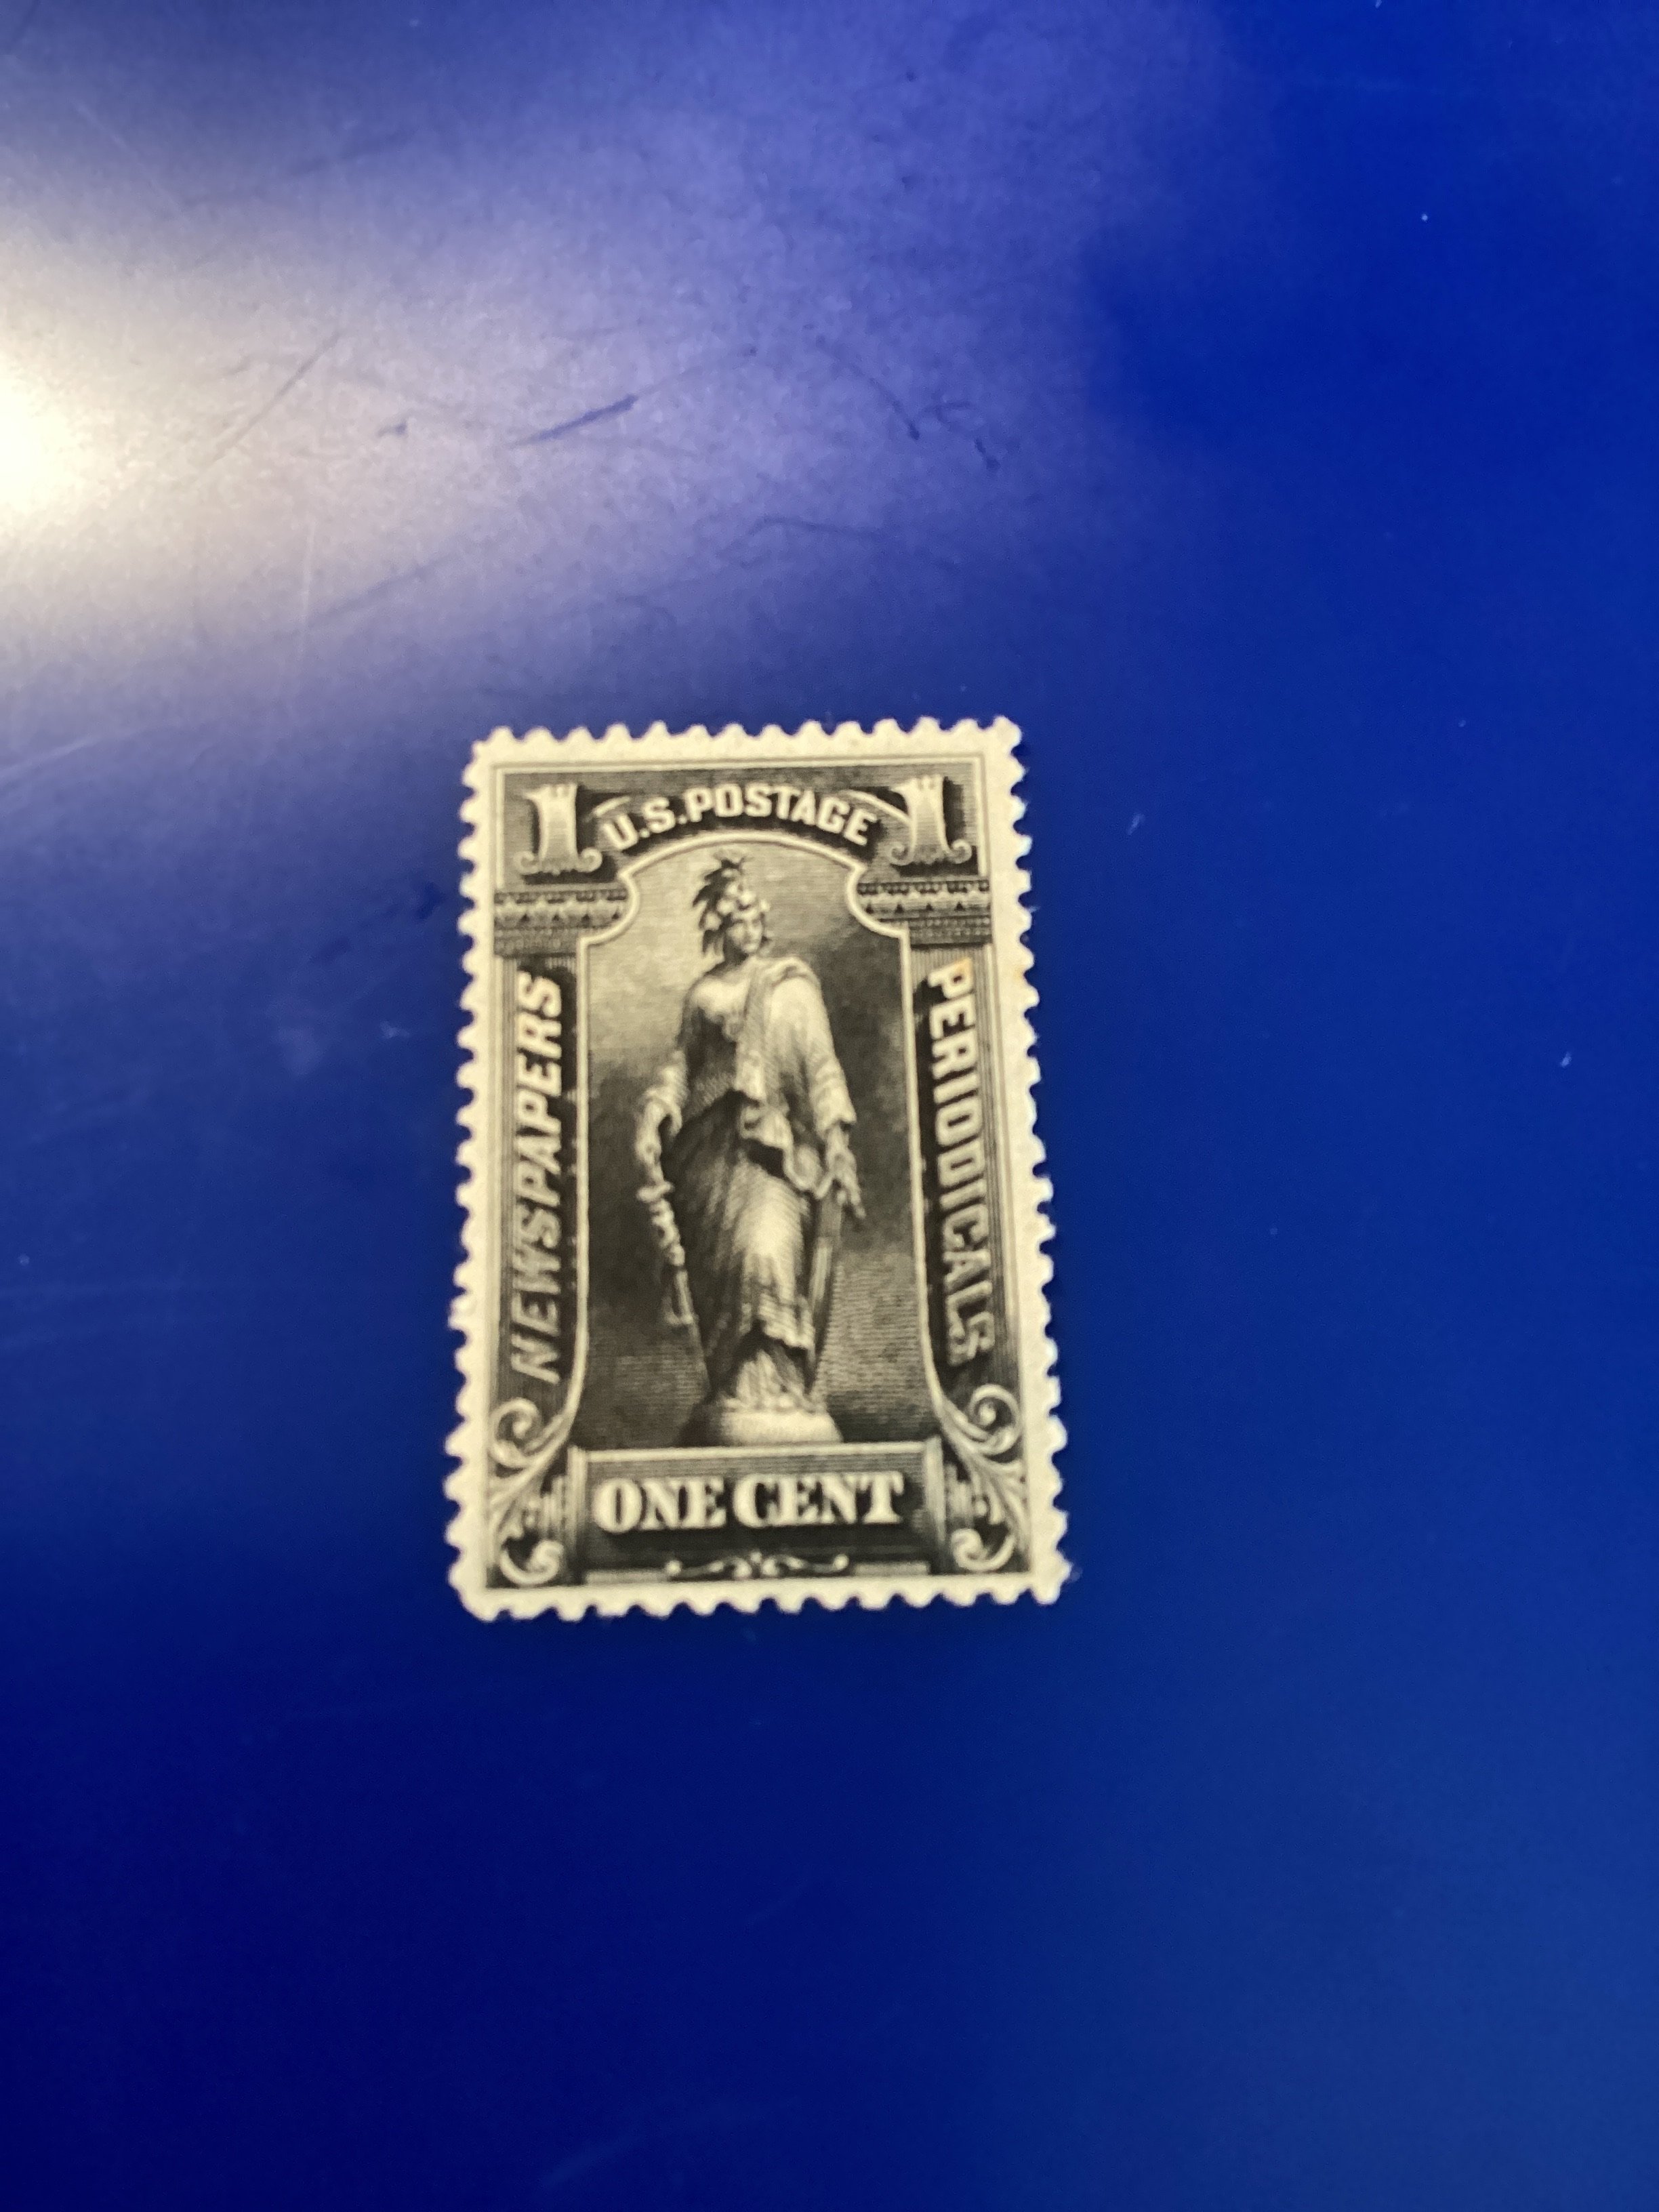 1 U.S. POSTAGE 1
NEWSPAPERS
PERIODICALS
ONE CENT